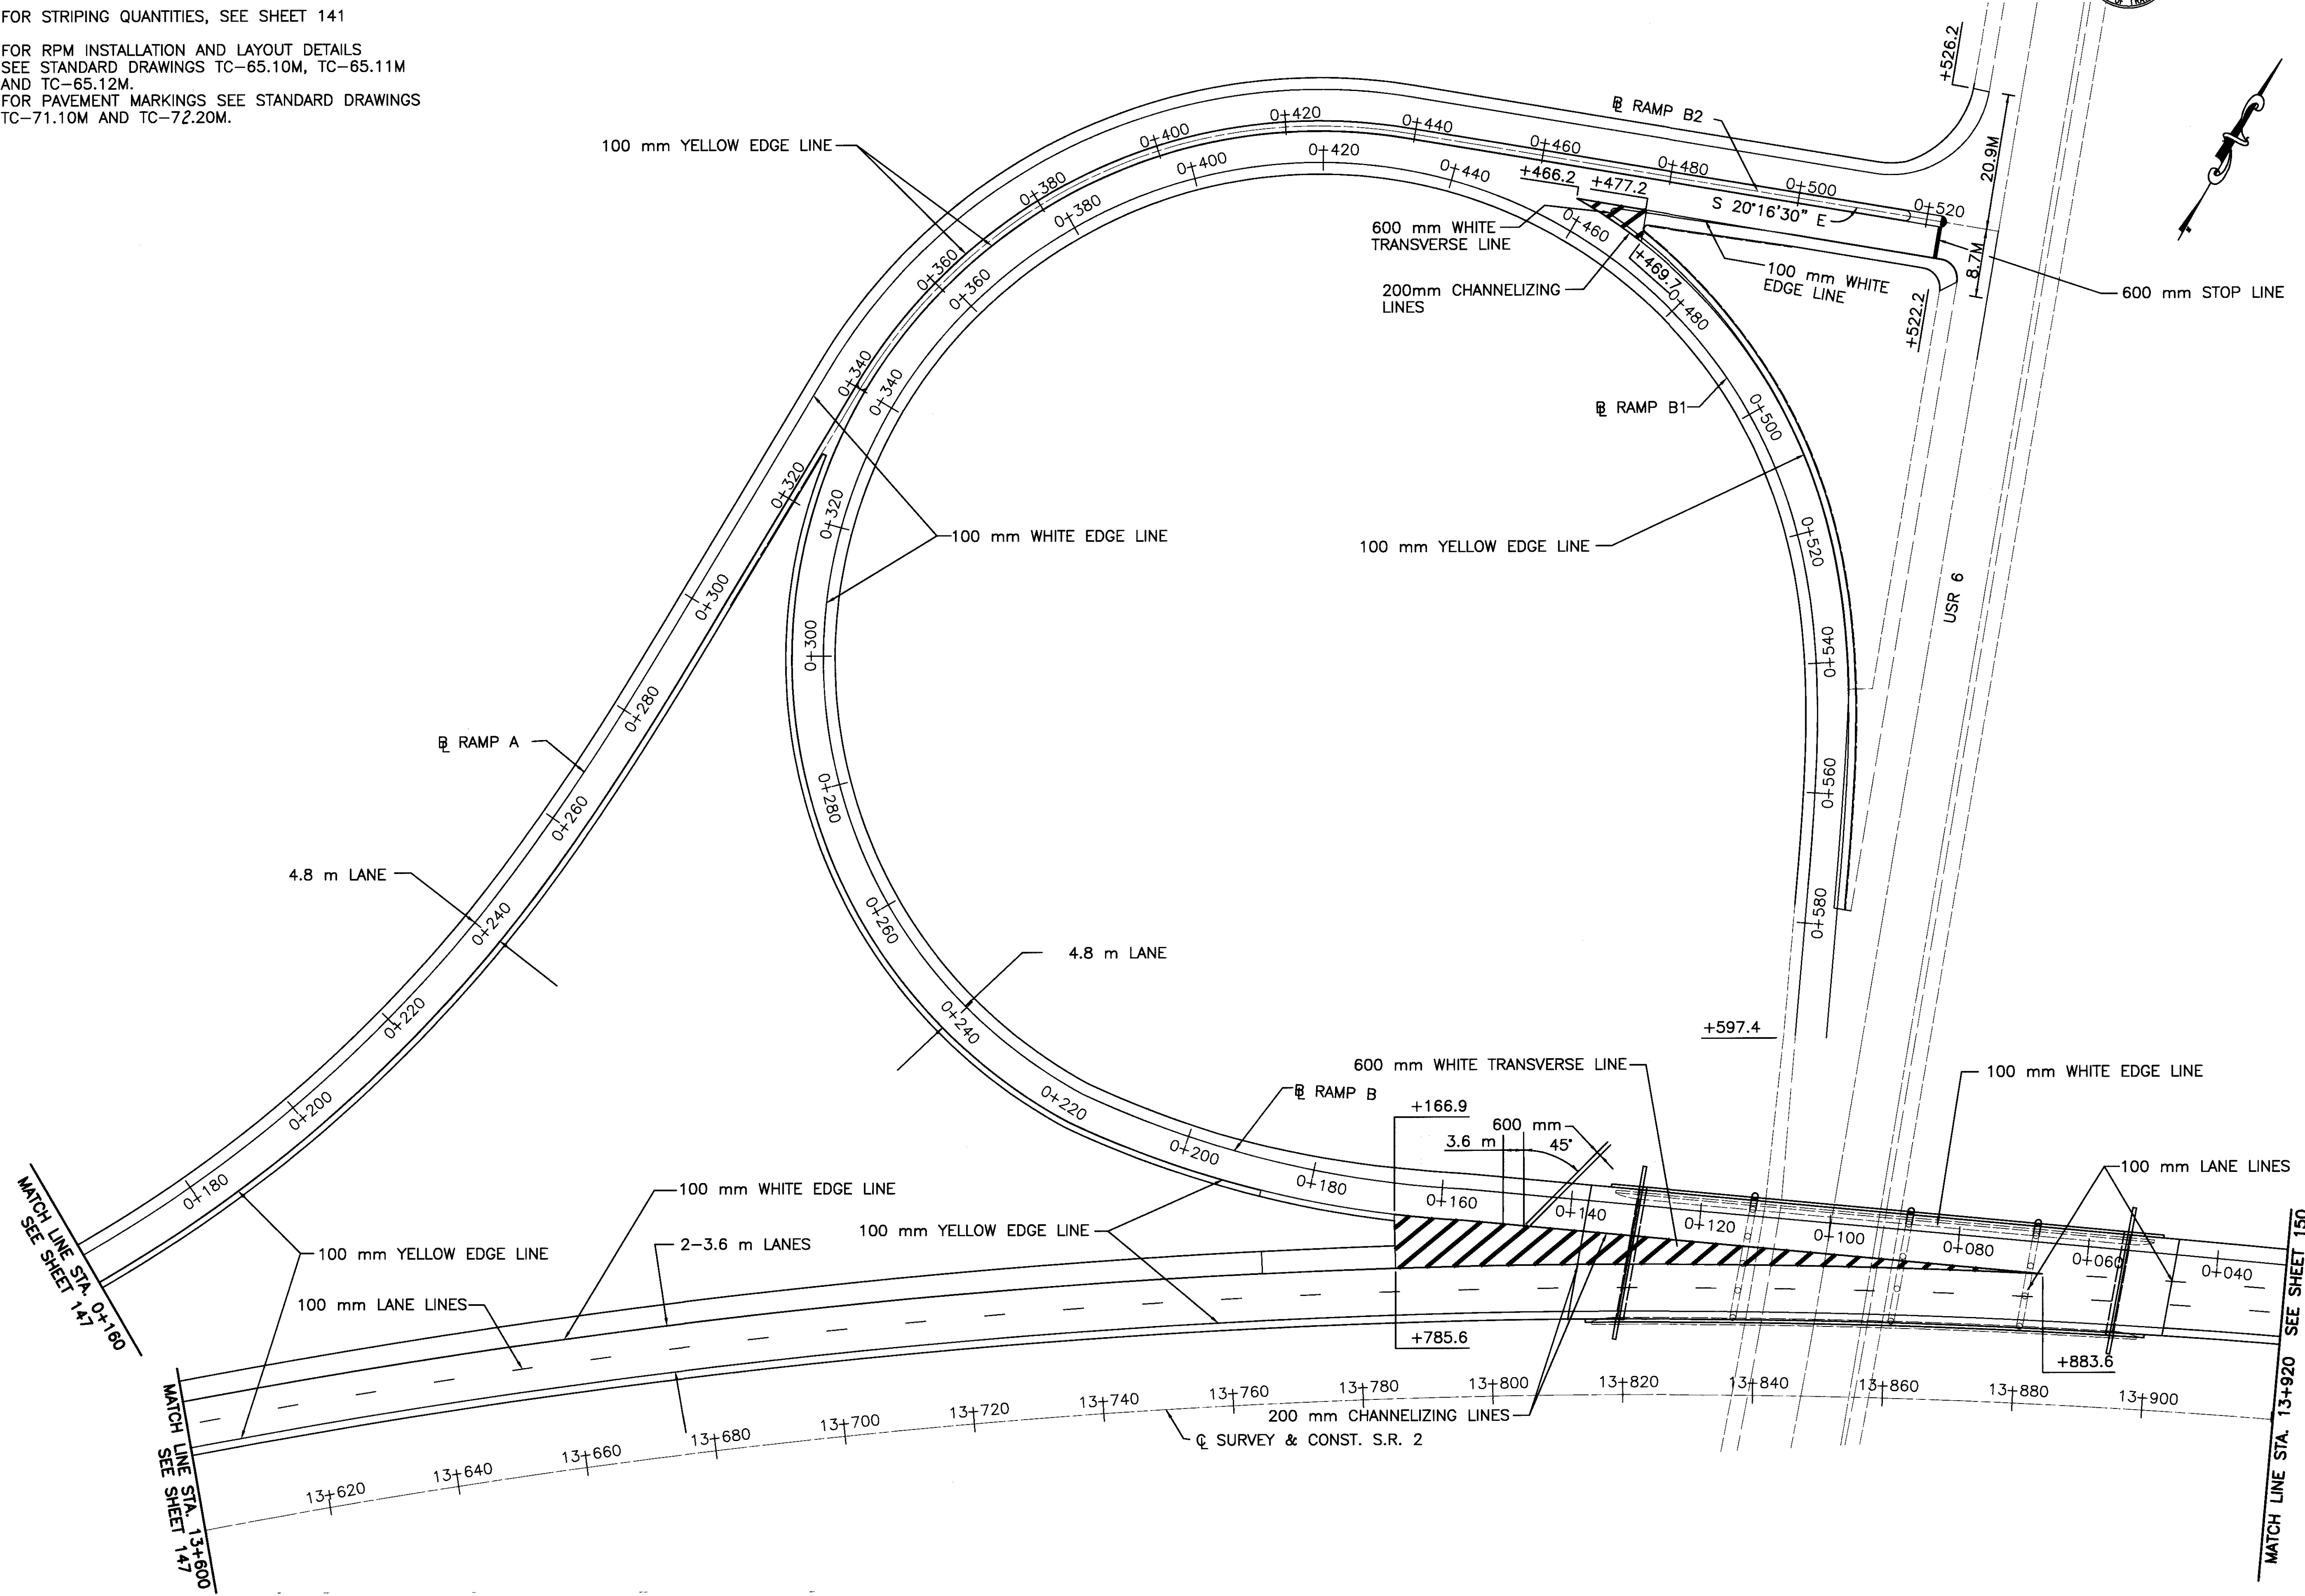 FOR STRIPING QUANTITIES, SEE SHEET 141
FOR RPM INSTALLATION AND LAYOUT DETAILS
SEE STANDARD DRAWINGS TC-65.10M, TC-65.11M
AND TC-65.12M.
FOR PAVEMENT MARKINGS SEE STANDARD DRAWINGS
TC-71.10M AND TC-72.20M.
+526.2
20.9M
8.7M
100 mm YELLOW EDGE LINE
BL RAMP B2
0+340
0+360
0+380
0+400
0+420
0+440
0+460
0+480
0+500
0+520
+466.2
+477.2
S 20°16'30" E
600 mm WHITE
TRANSVERSE LINE
200mm CHANNELIZING
LINES
+469.7
100 mm WHITE
EDGE LINE
600 mm STOP LINE
+522.2
BL RAMP B1
0+300
0+320
0+340
0+360
0+380
0+400
0+420
0+440
0+460
0+480
0+500
0+520
0+540
0+560
0+580
100 mm WHITE EDGE LINE
100 mm YELLOW EDGE LINE
USR 6
BL RAMP A
0+320
0+300
0+280
0+260
0+240
0+220
0+200
0+180
4.8 m LANE
0+280
0+260
0+240
0+220
0+200
0+180
0+160
0+140
0+120
0+100
0+080
0+060
0+040
4.8 m LANE
+597.4
600 mm WHITE TRANSVERSE LINE
BL RAMP B
+166.9
600 mm
3.6 m
45°
100 mm WHITE EDGE LINE
100 mm LANE LINES
MATCH LINE STA. 0+160
SEE SHEET 147
100 mm WHITE EDGE LINE
100 mm YELLOW EDGE LINE
2-3.6 m LANES
100 mm YELLOW EDGE LINE
100 mm LANE LINES
+785.6
+883.6
200 mm CHANNELIZING LINES
CL SURVEY & CONST. S.R. 2
13+620
13+640
13+660
13+680
13+700
13+720
13+740
13+760
13+780
13+800
13+820
13+840
13+860
13+880
13+900
MATCH LINE STA. 13+600
SEE SHEET 147
MATCH LINE STA. 13+920 SEE SHEET 150